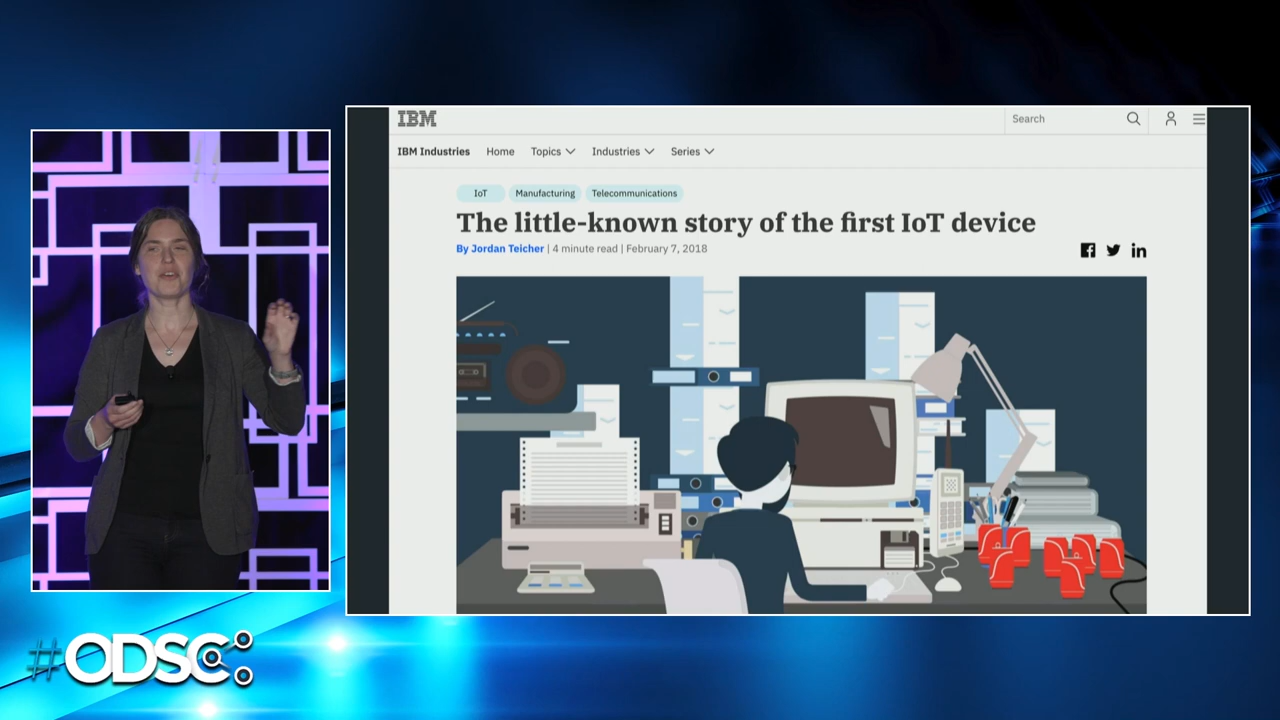 IBM
Search
IBM Industries Home Topics Industries Series
IoT Manufacturing Telecommunications
The little-known story of the first IoT device
By Jordan Teicher | 4 minute read | February 7, 2018
#ODSC